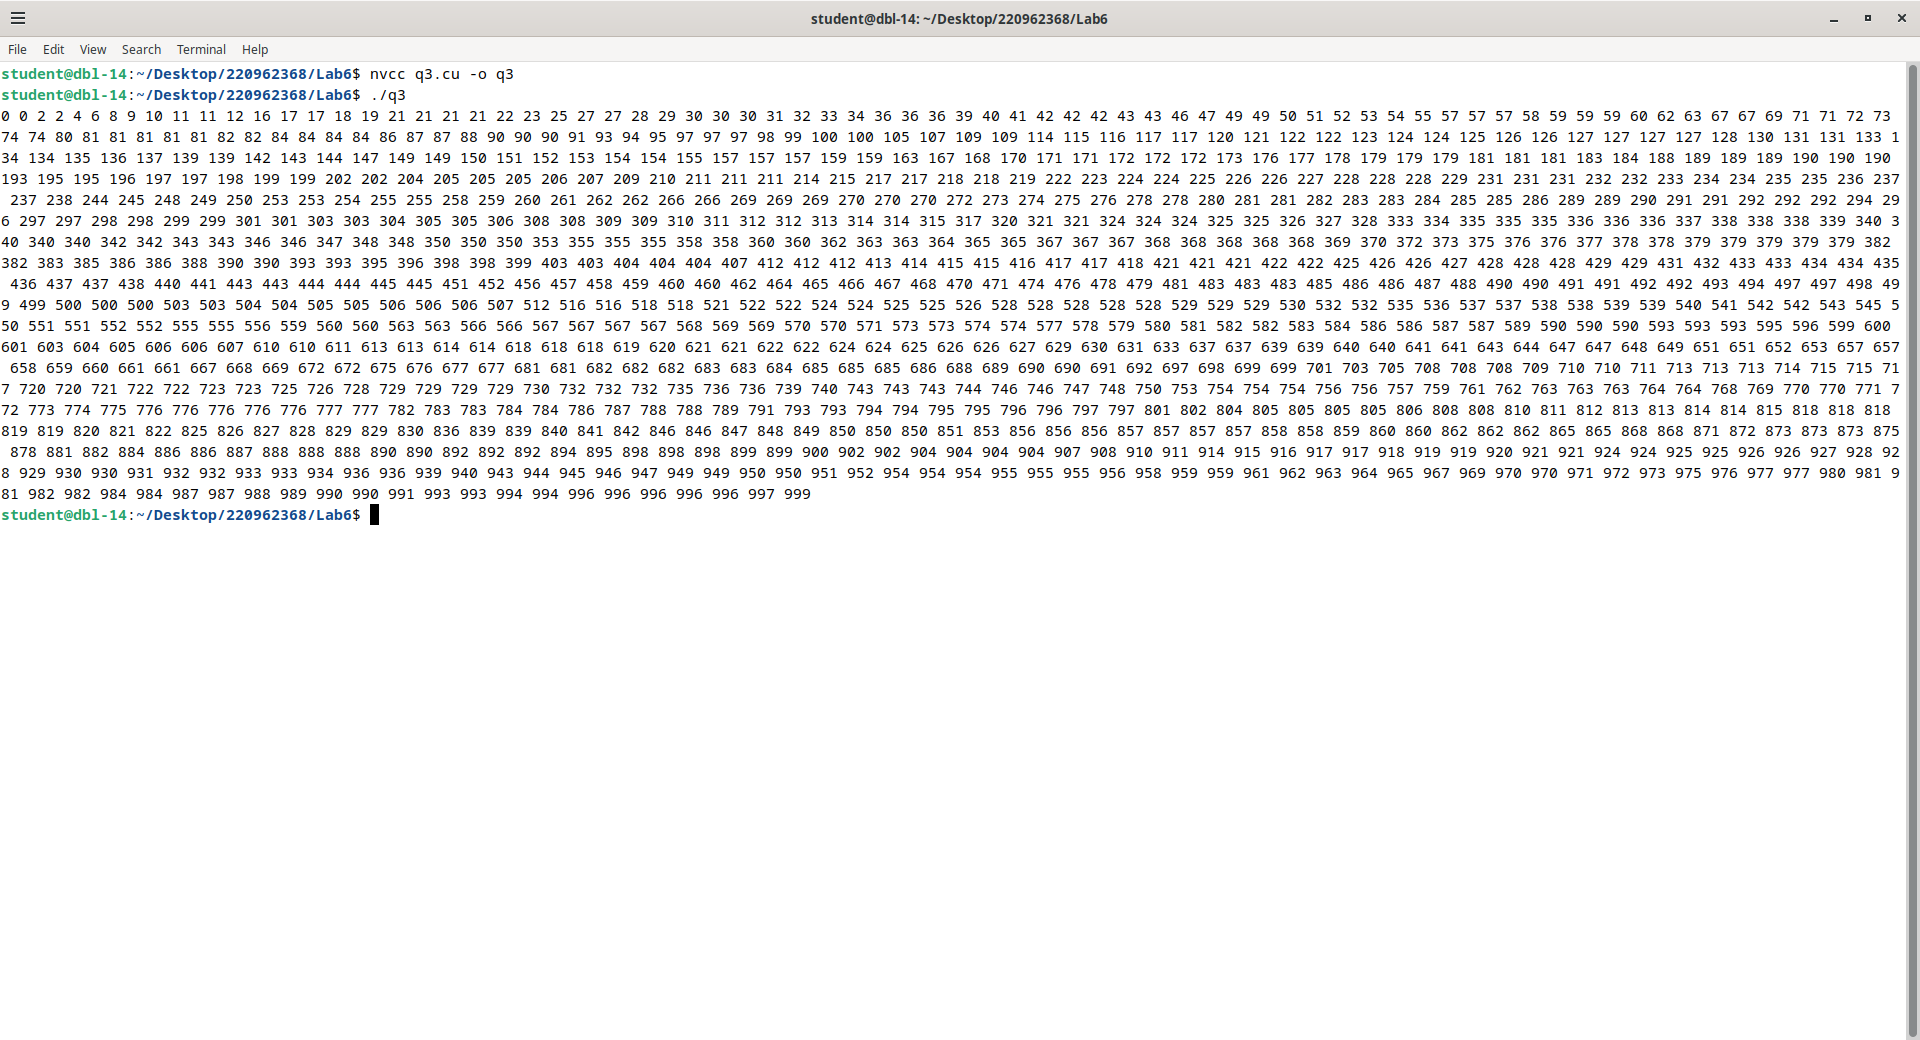 student@dbl-14: ~/Desktop/220962368/Lab6
File Edit View Search Terminal Help
student@dbl-14:~/Desktop/220962368/Lab6$ nvcc q3.cu -o q3
student@dbl-14:~/Desktop/220962368/Lab6$ ./q3
0 0 2 2 4 6 8 9 10 11 11 12 16 17 17 18 19 21 21 21 21 22 23 25 27 27 28 29 30 30 30 31 32 33 34 36 36 36 39 40 41 42 42 42 43 43 46 47 49 49 50 51 52 53 54 55 57 57 57 58 59 59 59 60 62 63 67 67 69 71 71 72 73
74 74 80 81 81 81 81 81 82 82 84 84 84 84 86 87 87 88 90 90 90 91 93 94 95 97 97 97 98 99 100 100 105 107 109 109 114 115 116 117 117 120 121 122 122 123 124 124 125 126 126 127 127 127 127 128 130 131 131 133 1
34 134 135 136 137 139 139 142 143 144 147 149 149 150 151 152 153 154 154 155 157 157 157 159 159 163 167 168 170 171 171 172 172 172 173 176 177 178 179 179 179 181 181 181 183 184 188 189 189 189 190 190 190
193 195 195 196 197 197 198 199 199 202 202 204 205 205 205 206 207 209 210 211 211 211 214 215 217 217 218 218 219 222 223 224 224 225 226 226 227 228 228 228 229 231 231 231 232 232 233 234 234 235 235 236 237
237 238 244 245 248 249 250 253 253 254 255 255 258 259 260 261 262 262 266 266 269 269 269 270 270 270 272 273 274 275 276 278 278 280 281 281 282 283 283 284 285 285 286 289 289 290 291 291 292 292 292 294 29
6 297 297 298 298 299 299 301 301 303 303 304 305 305 306 308 308 309 309 310 311 312 312 313 314 314 315 317 320 321 321 324 324 324 325 325 326 327 328 333 334 335 335 335 336 336 336 337 338 338 338 339 340 3
40 340 340 342 342 343 343 346 346 347 348 348 350 350 350 353 355 355 355 358 358 360 360 362 363 363 364 365 365 367 367 367 368 368 368 368 368 369 370 372 373 375 376 376 377 378 378 379 379 379 379 379 382
382 383 385 386 386 388 390 390 393 393 395 396 398 398 399 403 403 404 404 404 407 412 412 412 413 414 415 415 416 417 417 418 421 421 421 422 422 425 426 426 427 428 428 428 429 429 431 432 433 433 434 434 435
436 437 437 438 440 441 443 443 444 444 445 445 451 452 456 457 458 459 460 460 462 464 465 466 467 468 470 471 474 476 478 479 481 483 483 483 485 486 486 487 488 490 490 491 491 492 492 493 494 497 497 498 49
9 499 500 500 500 503 503 504 504 505 505 506 506 506 507 512 516 516 518 518 521 522 522 524 524 525 525 526 528 528 528 528 528 529 529 529 530 532 532 535 536 537 537 538 538 539 539 540 541 542 542 543 545 5
50 551 551 552 552 555 555 556 559 560 560 563 563 566 566 567 567 567 567 568 569 569 570 570 571 573 573 574 574 577 578 579 580 581 582 582 583 584 586 586 587 587 589 590 590 590 593 593 593 595 596 599 600
601 603 604 605 606 606 607 610 610 611 613 613 614 614 618 618 618 619 620 621 621 622 622 624 624 625 626 626 627 629 630 631 633 637 637 639 639 640 640 641 641 643 644 647 647 648 649 651 651 652 653 657 657
658 659 660 661 661 667 668 669 672 672 675 676 677 677 681 681 682 682 682 683 683 684 685 685 685 686 688 689 690 690 691 692 697 698 699 699 701 703 705 708 708 708 709 710 710 711 713 713 713 714 715 715 71
7 720 720 721 722 722 723 723 725 726 728 729 729 729 729 730 732 732 732 735 736 736 739 740 743 743 743 744 746 746 747 748 750 753 754 754 754 756 756 757 759 761 762 763 763 763 764 764 768 769 770 770 771 7
72 773 774 775 776 776 776 776 776 777 777 782 783 783 784 784 786 787 788 788 789 791 793 793 794 794 795 795 796 796 797 797 801 802 804 805 805 805 805 806 808 808 810 811 812 813 813 814 814 815 818 818 818
819 819 820 821 822 825 826 827 828 829 829 830 836 839 839 840 841 842 846 846 847 848 849 850 850 850 851 853 856 856 856 857 857 857 857 858 858 859 860 860 862 862 862 865 865 868 868 871 872 873 873 873 875
878 881 882 884 886 886 887 888 888 888 890 890 892 892 892 894 895 898 898 898 899 899 900 902 902 904 904 904 904 907 908 910 911 914 915 916 917 917 918 919 919 920 921 921 924 924 925 925 926 926 927 928 92
8 929 930 930 931 932 932 933 933 934 936 936 939 940 943 944 945 946 947 949 949 950 950 951 952 954 954 954 955 955 955 956 958 959 959 961 962 963 964 965 967 969 970 970 971 972 973 975 976 977 977 980 981 9
81 982 982 984 984 987 987 988 989 990 990 991 993 993 994 994 996 996 996 996 996 997 999
student@dbl-14:~/Desktop/220962368/Lab6$